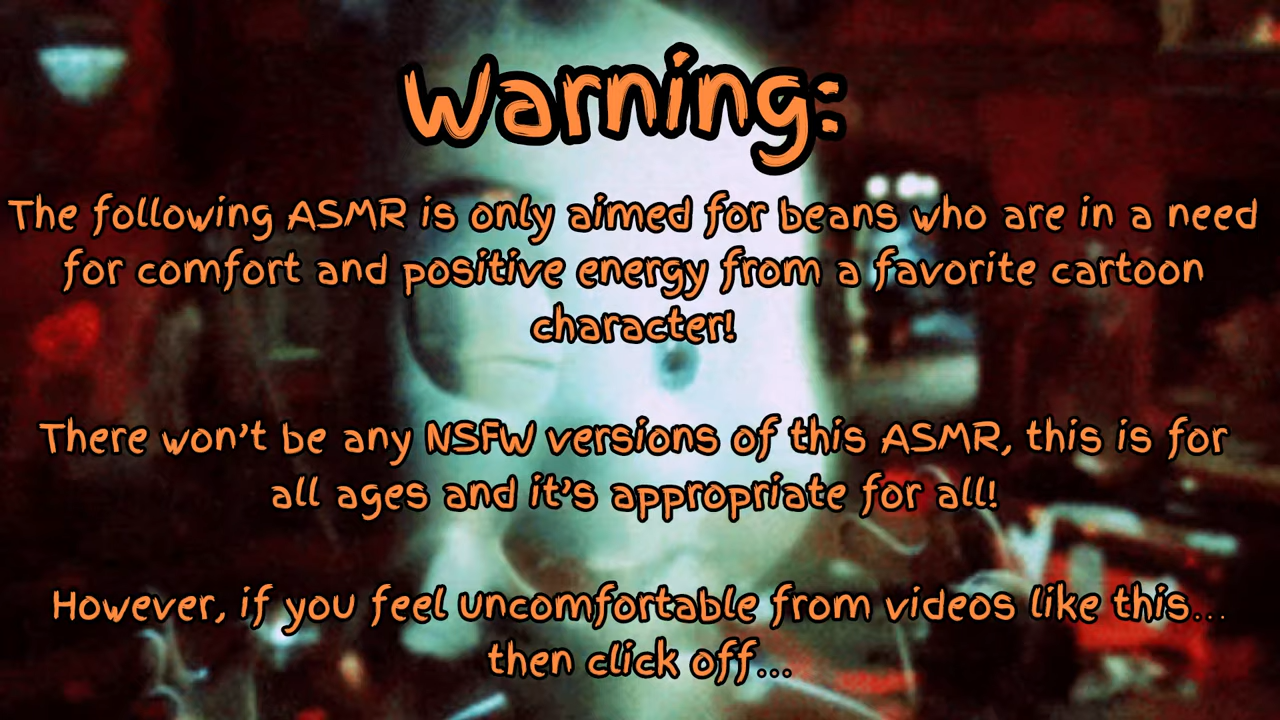 Warning:
The following ASMR is only aimed for beans who are in a need
for comfort and positive energy from a favorite cartoon
character!
There won't be any NSFW versions of this ASMR, this is for
all ages and it's appropriate for all!
However, if you feel uncomfortable from videos like this...
then click off...